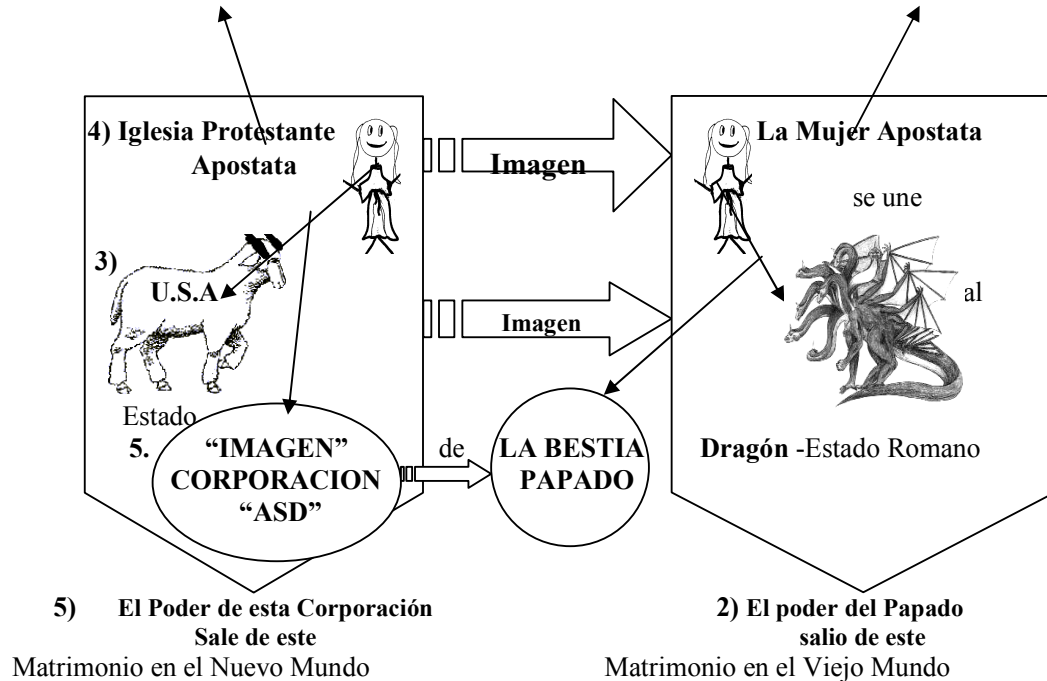 4) Iglesia Protestante
Apostata
Imagen
La Mujer Apostata
se une
3)
U.S.A
Imagen
al
Estado
5.
“IMAGEN”
CORPORACION
“ASD”
de
LA BESTIA
PAPADO
Dragón -Estado Romano
5) El Poder de esta Corporación
Sale de este
Matrimonio en el Nuevo Mundo
2) El poder del Papado
salio de este
Matrimonio en el Viejo Mundo